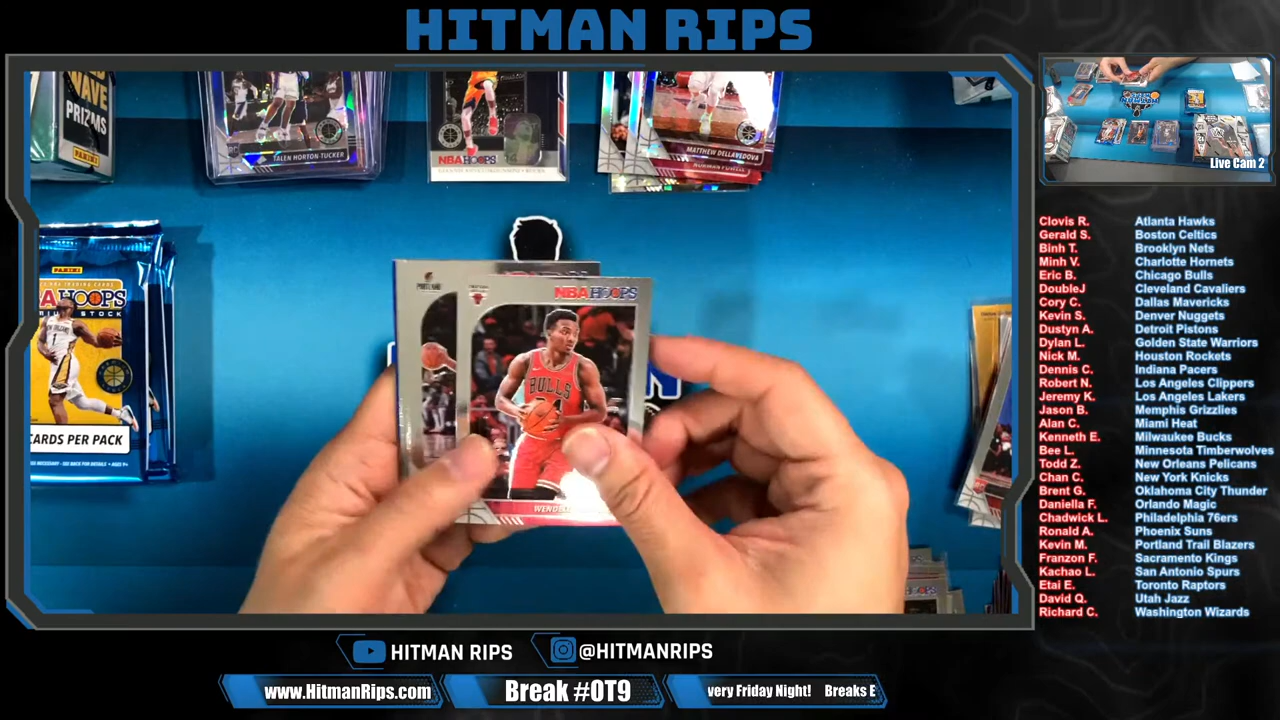 HITMAN RIPS
WAVE
PRIZMS
PANINI
TALEN HORTON-TUCKER
NBA HOOPS
MATTHEW DELLAVEDOVA
Live Cam 2
PANINI
HOOPS
STOCK
CARDS PER PACK
PORTLAND
NBA HOOPS
BULLS
Clovis R. Atlanta Hawks
Gerald S. Boston Celtics
Binh T. Brooklyn Nets
Minh V. Charlotte Hornets
Eric B. Chicago Bulls
DoubleJ Cleveland Cavaliers
Cory C. Dallas Mavericks
Kevin S. Denver Nuggets
Dustyn A. Detroit Pistons
Dylan L. Golden State Warriors
Nick M. Houston Rockets
Dennis C. Indiana Pacers
Robert N. Los Angeles Clippers
Jeremy K. Los Angeles Lakers
Jason B. Memphis Grizzlies
Alan C. Miami Heat
Kenneth E. Milwaukee Bucks
Bee L. Minnesota Timberwolves
Todd Z. New Orleans Pelicans
Chan C. New York Knicks
Brent G. Oklahoma City Thunder
Daniella F. Orlando Magic
Chadwick L. Philadelphia 76ers
Ronald A. Phoenix Suns
Kevin M. Portland Trail Blazers
Franzon F. Sacramento Kings
Kachao L. San Antonio Spurs
Etai E. Toronto Raptors
David Q. Utah Jazz
Richard C. Washington Wizards
HITMAN RIPS @HITMANRIPS
www.HitmanRips.com Break #0T9 very Friday Night! Breaks E